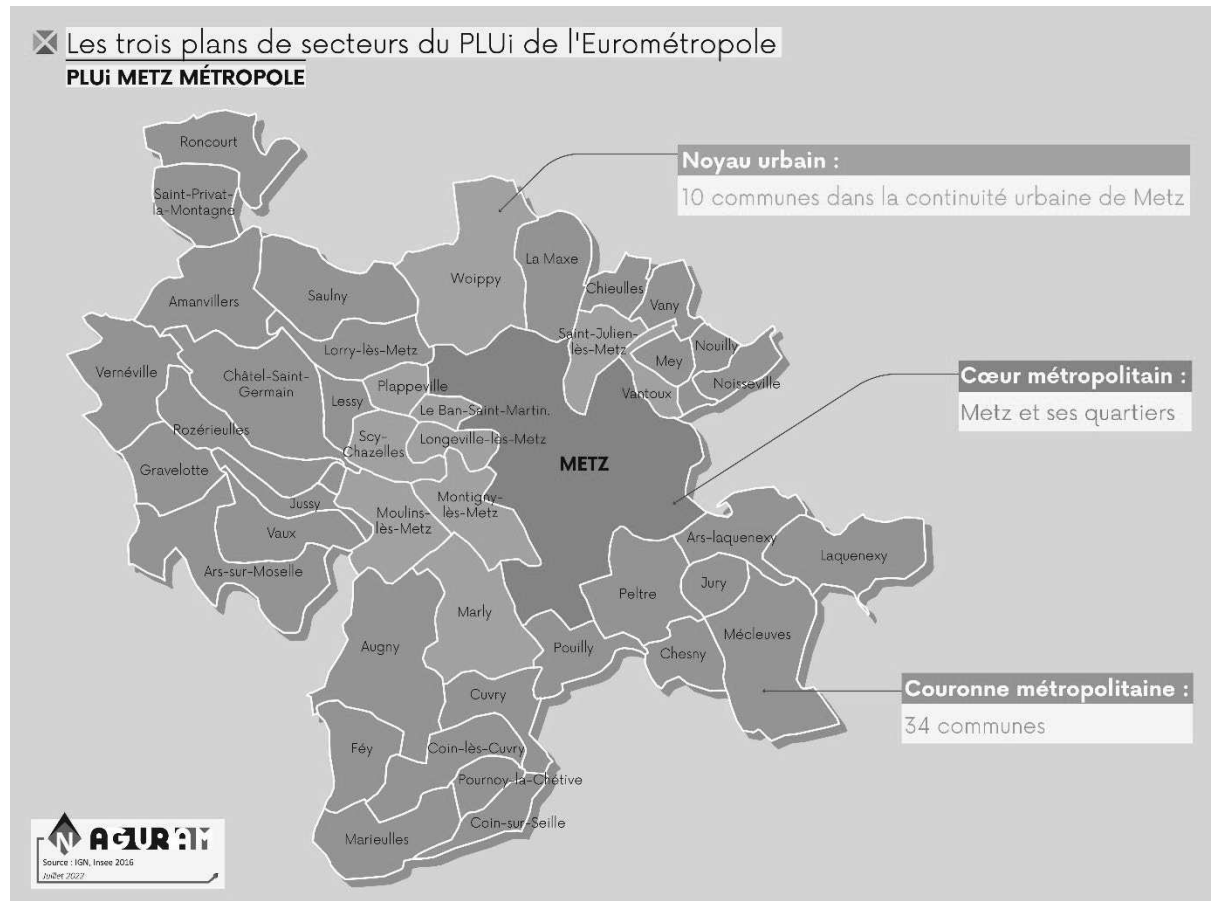 Les trois plans de secteurs du PLUi de l'Eurométropole
PLUi METZ MÉTROPOLE
Roncourt
Saint-Privat-
la-Montagne
Noyau urbain :
10 communes dans la continuité urbaine de Metz
La Maxe
Woippy
Chieulles
Saulny
Amanvillers
Vany
Saint-Julien-
lès-Metz
Nouilly
Lorry-lès-Metz
Mey
Vernéville
Châtel-Saint-
Germain
Plappeville
Noisseville
Vantoux
Lessy
Le Ban-Saint-Martin.
Cœur métropolitain :
Metz et ses quartiers
Rozérieulles
Scy-
Chazelles
Longeville-lès-Metz
METZ
Gravelotte
Montigny-
lès-Metz
Jussy
Moulins-
lès-Metz
Vaux
Ars-laquenexy
Laquenexy
Ars-sur-Moselle
Jury
Peltre
Marly
Mécleuves
Augny
Pouilly
Chesny
Couronne métropolitaine :
34 communes
Cuvry
Féy
Coin-lès-Cuvry
Pournoy-la-Chétive
Coin-sur-Seille
Marieulles
N AGURAM
Source : IGN, Insee 2016
Juillet 2022